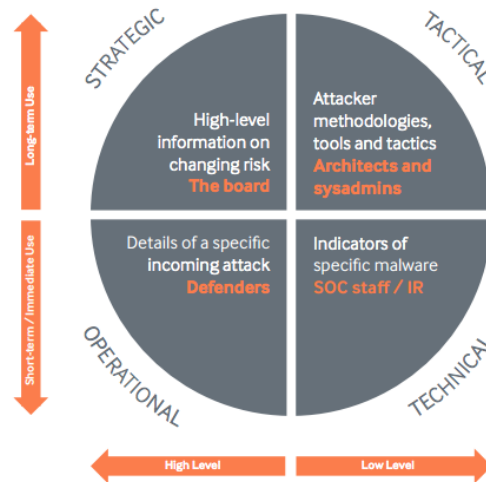 STRATEGIC
TACTICAL
Long-term Use
High-level
information on
changing risk
The board
Attacker
methodologies,
tools and tactics
Architects and
sysadmins
Short-term / Immediate Use
Details of a specific
incoming attack
Defenders
Indicators of
specific malware
SOC staff / IR
OPERATIONAL
TECHNICAL
High Level
Low Level